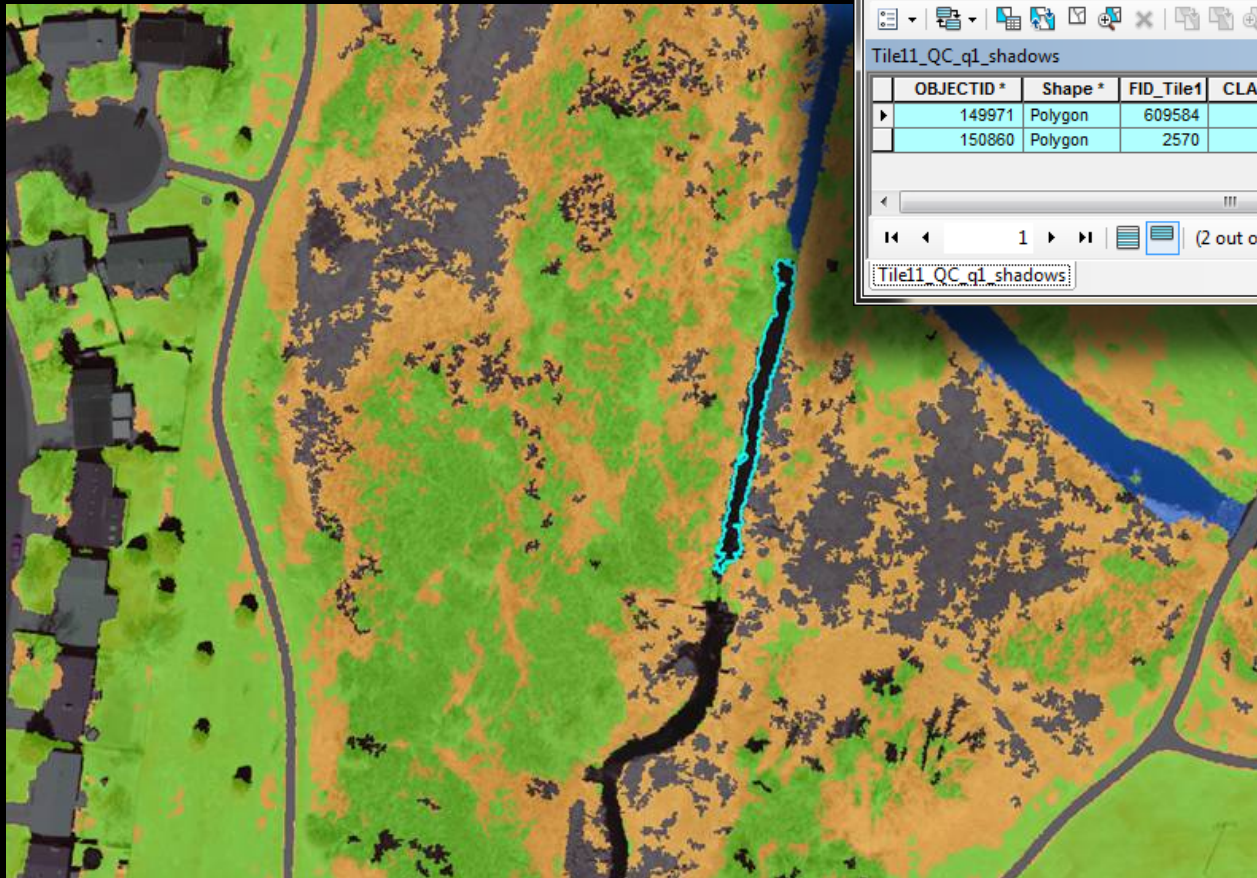 Tile11_QC_q1_shadows
OBJECTID * Shape * FID_Tile1 CLA
149971 Polygon 609584
150860 Polygon 2570
1 (2 out o
Tile11_QC_q1_shadows